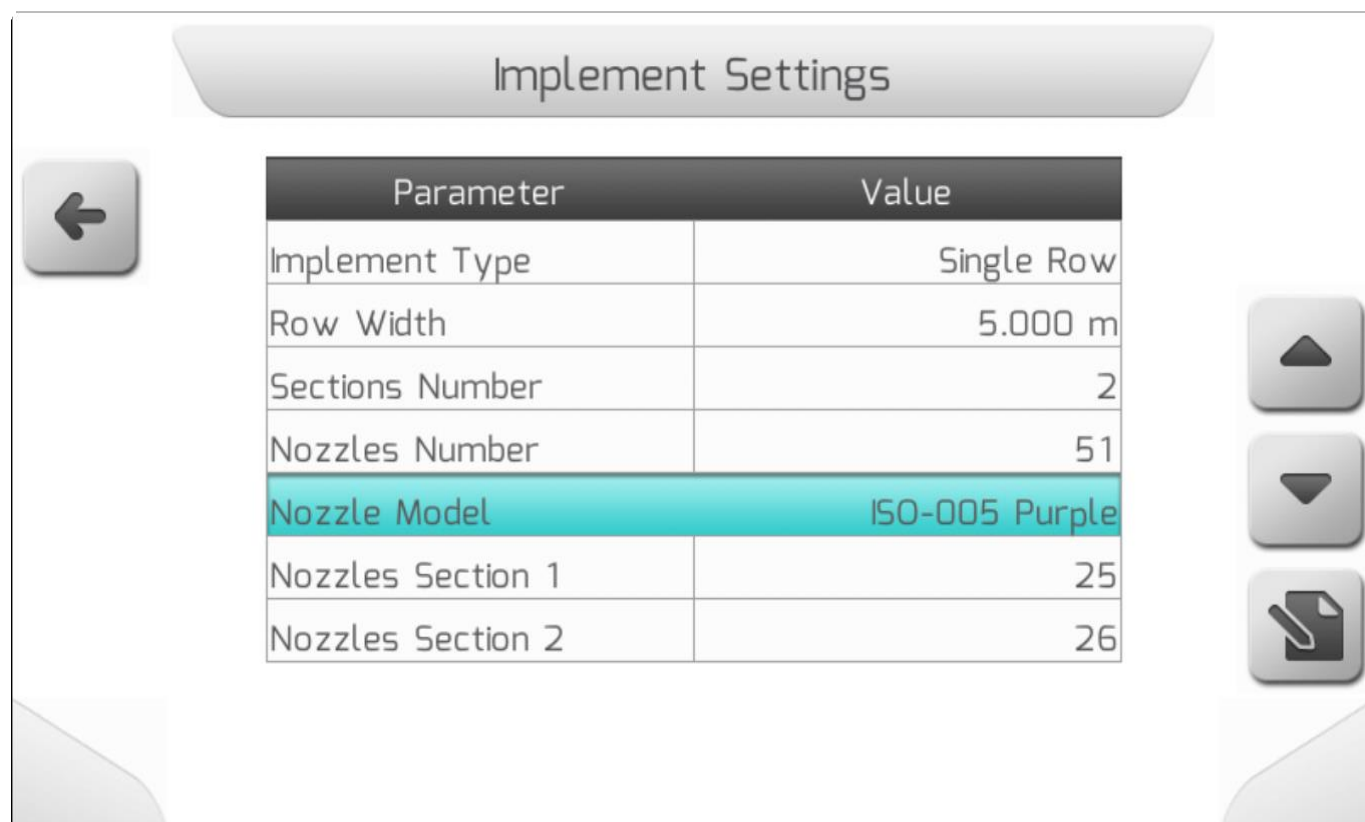 Implement Settings
Parameter Value
Implement Type Single Row
Row Width 5.000 m
Sections Number 2
Nozzles Number 51
Nozzle Model ISO-005 Purple
Nozzles Section 1 25
Nozzles Section 2 26